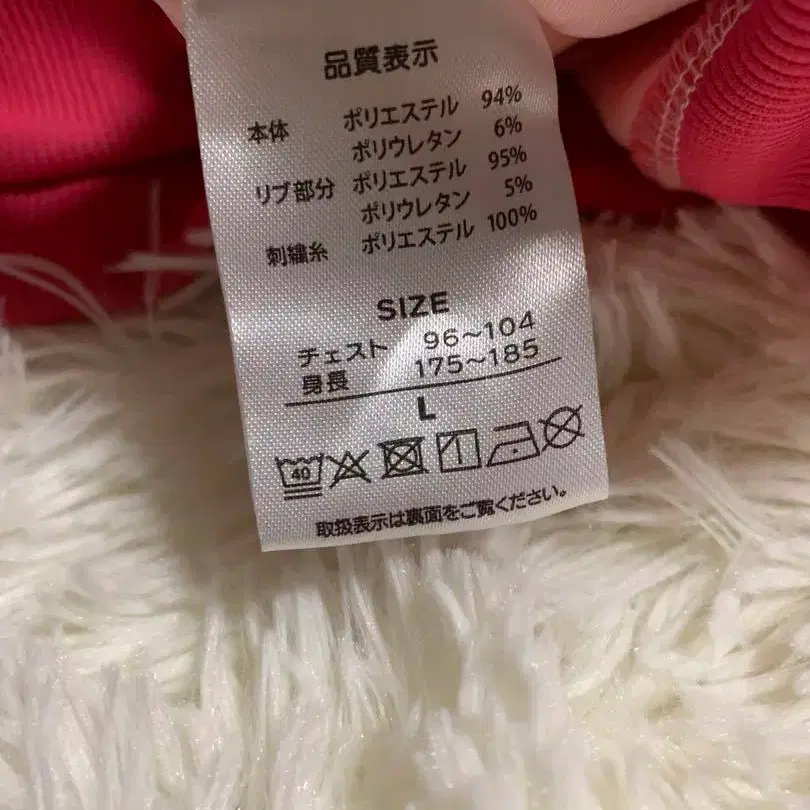 品質表示
本体 ポリエステル 94%
ポリウレタン 6%
リブ部分 ポリエステル 95%
ポリウレタン 5%
刺繍糸 ポリエステル 100%
SIZE
チェスト 96~104
身長 175~185
L
40
取扱表示は裏面をご覧ください。